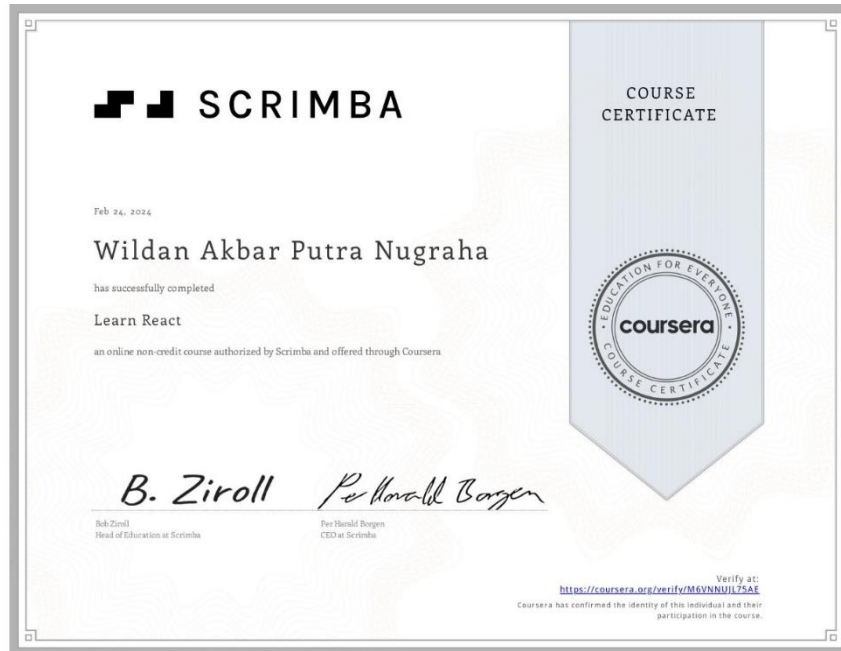 SCRIMBA
COURSE
CERTIFICATE
Feb 24, 2024
Wildan Akbar Putra Nugraha
has successfully completed
Learn React
an online non-credit course authorized by Scrimba and offered through Coursera
EDUCATION FOR EVERYONE
coursera
COURSE CERTIFICATE
B. Ziroll
Per Harald Borgen
Bob Ziroll
Head of Education at Scrimba
Per Harald Borgen
CEO at Scrimba
Verify at:
https://coursera.org/verify/M6VNNUJL75AE
Coursera has confirmed the identity of this individual and their
participation in the course.